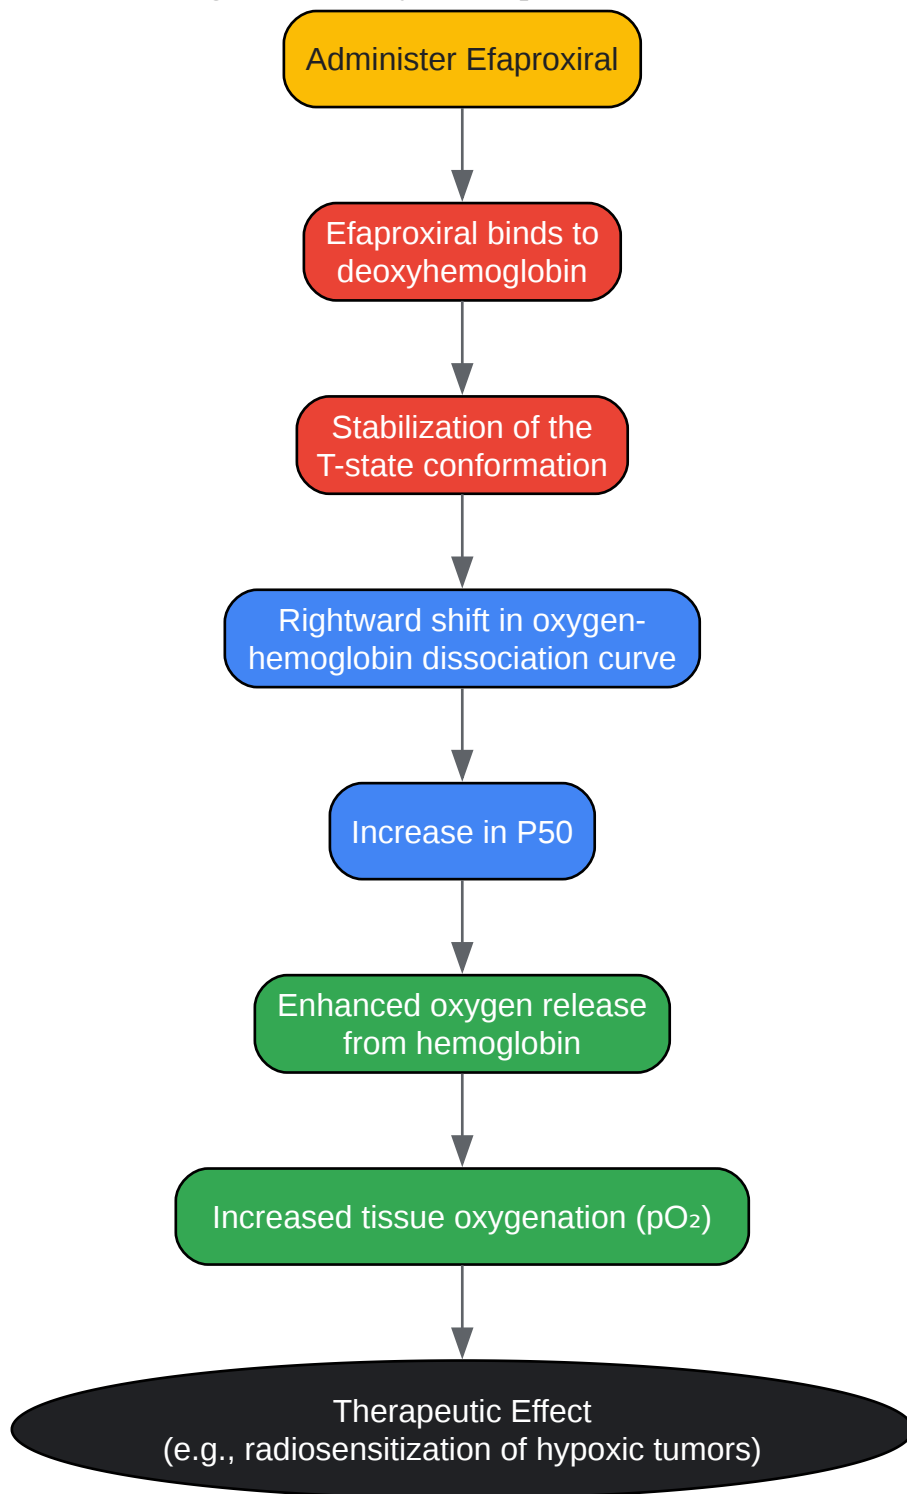 Administer Efaproxiral
Efaproxiral binds to
deoxyhemoglobin
Stabilization of the
T-state conformation
Rightward shift in oxygen-
hemoglobin dissociation curve
Increase in P50
Enhanced oxygen release
from hemoglobin
Increased tissue oxygenation (pO₂)
Therapeutic Effect
(e.g., radiosensitization of hypoxic tumors)